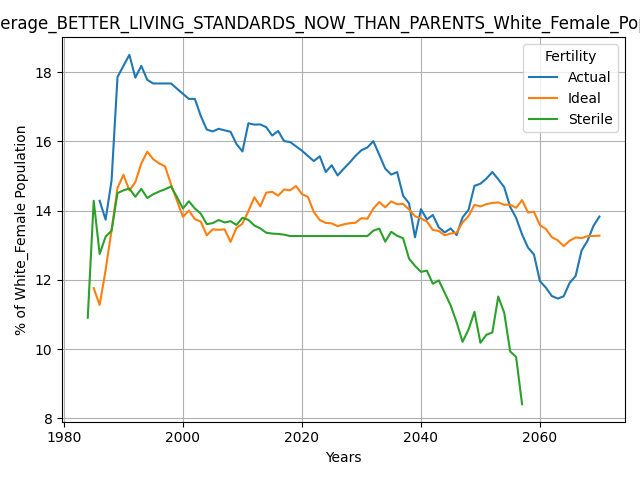 erage_BETTER_LIVING_STANDARDS_NOW_THAN_PARENTS_White_Female_Po
Fertility
Actual
Ideal
Sterile
% of White_Female Population
18
16
14
12
10
8
1980 2000 2020 2040 2060
Years